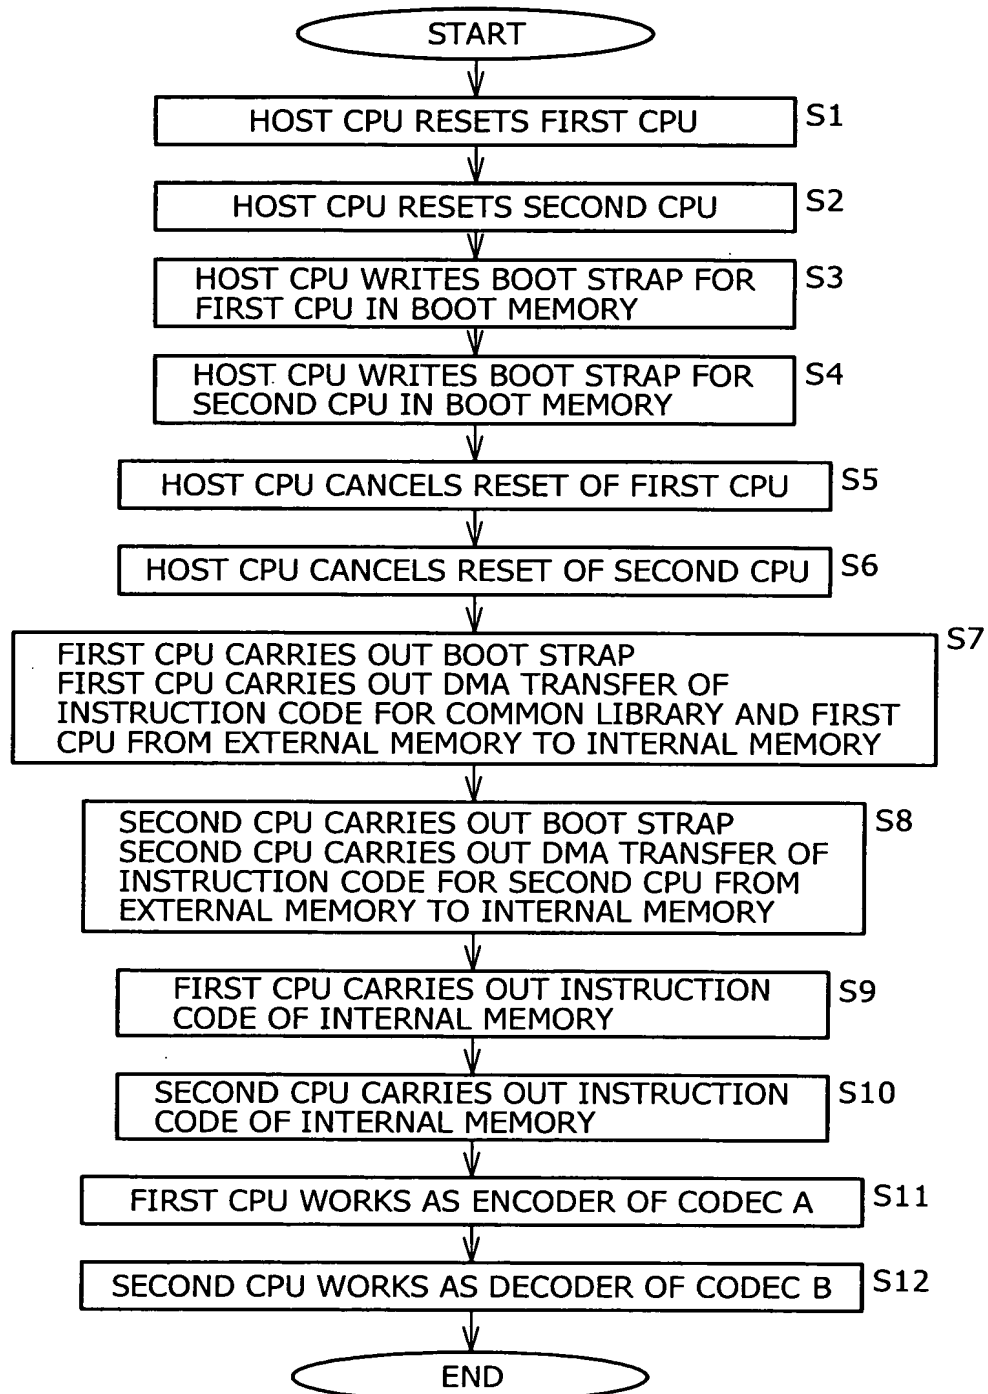 START
HOST CPU RESETS FIRST CPU
S1
HOST CPU RESETS SECOND CPU
S2
HOST CPU WRITES BOOT STRAP FOR
FIRST CPU IN BOOT MEMORY
S3
HOST CPU WRITES BOOT STRAP FOR
SECOND CPU IN BOOT MEMORY
S4
HOST CPU CANCELS RESET OF FIRST CPU
S5
HOST CPU CANCELS RESET OF SECOND CPU
S6
FIRST CPU CARRIES OUT BOOT STRAP
FIRST CPU CARRIES OUT DMA TRANSFER OF
INSTRUCTION CODE FOR COMMON LIBRARY AND FIRST
CPU FROM EXTERNAL MEMORY TO INTERNAL MEMORY
S7
SECOND CPU CARRIES OUT BOOT STRAP
SECOND CPU CARRIES OUT DMA TRANSFER OF
INSTRUCTION CODE FOR SECOND CPU FROM
EXTERNAL MEMORY TO INTERNAL MEMORY
S8
FIRST CPU CARRIES OUT INSTRUCTION
CODE OF INTERNAL MEMORY
S9
SECOND CPU CARRIES OUT INSTRUCTION
CODE OF INTERNAL MEMORY
S10
FIRST CPU WORKS AS ENCODER OF CODEC A
S11
SECOND CPU WORKS AS DECODER OF CODEC B
S12
END